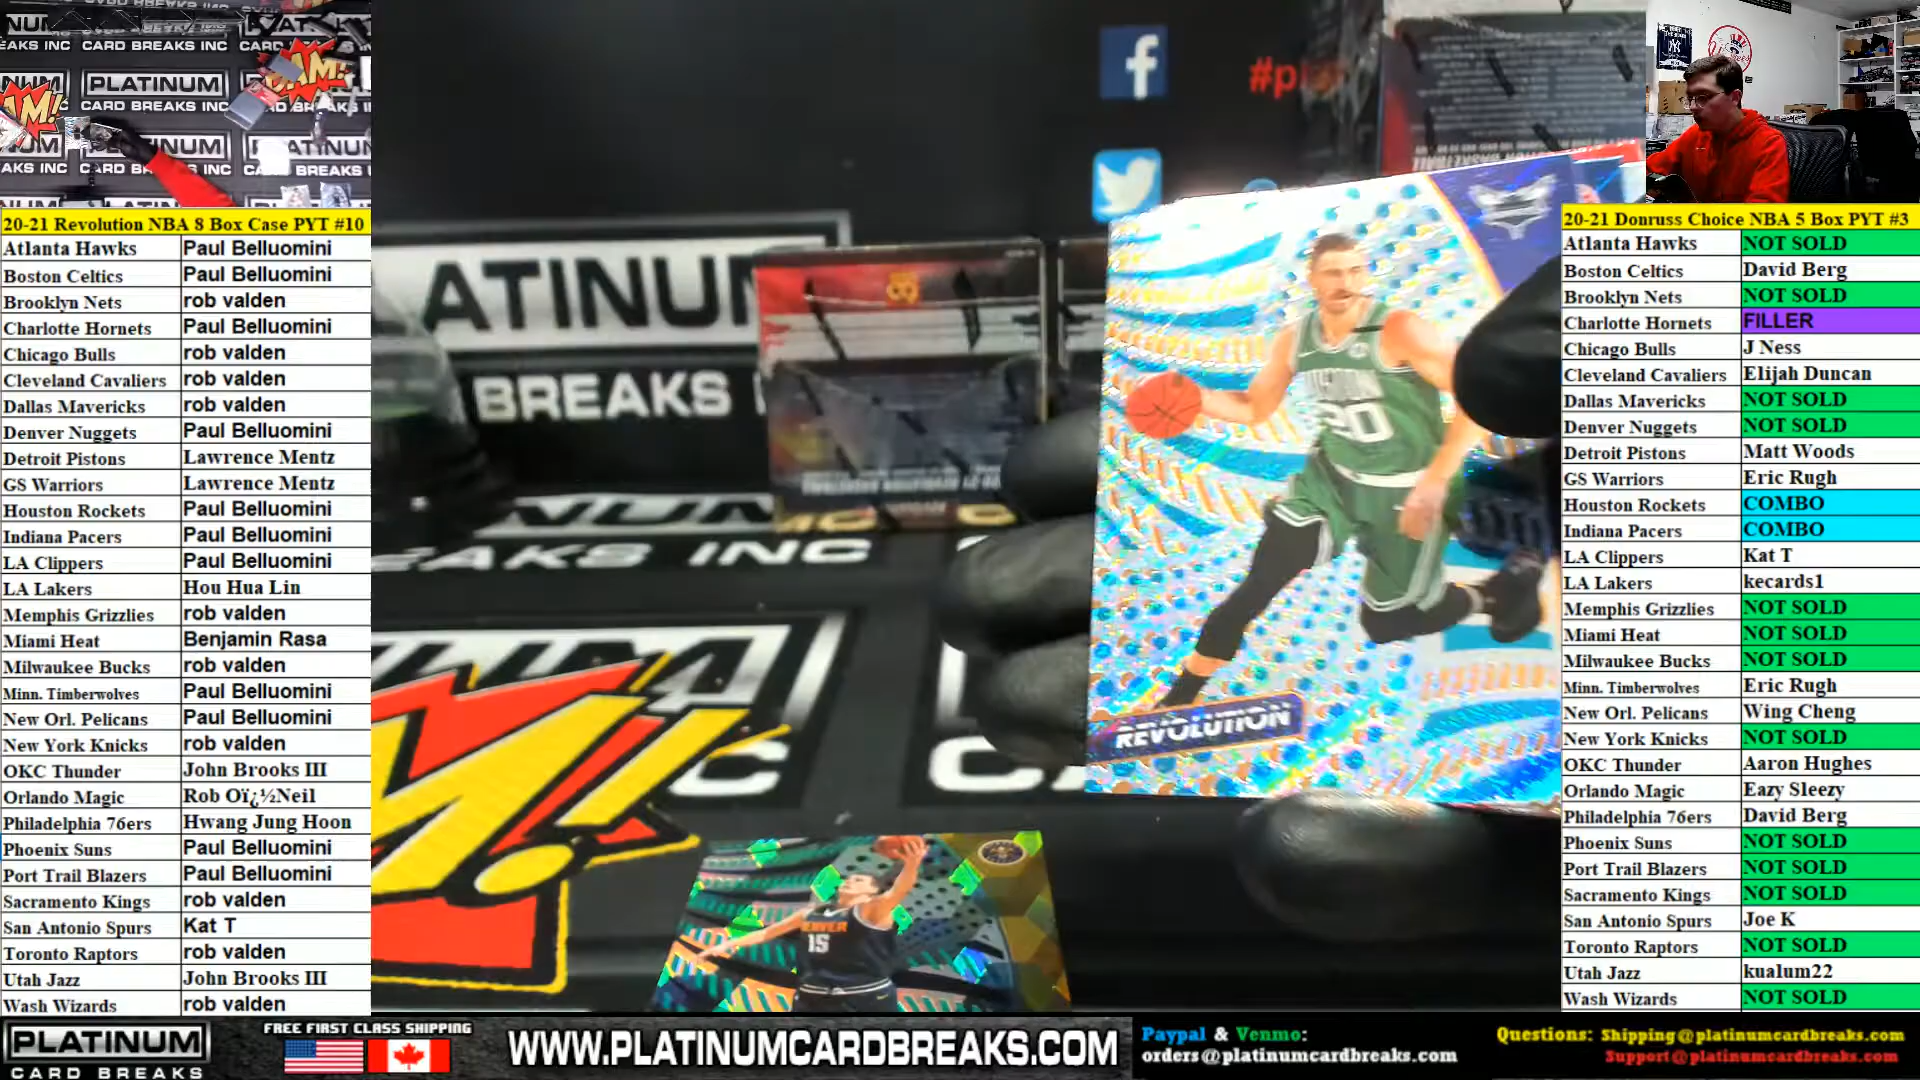 PLATINUM
CARD BREAKS INC
PLATINUM
CARD BREAKS INC
PLATINUM
CARD BREAKS INC
20-21 Revolution NBA 8 Box Case PYT #10
Atlanta Hawks Paul Belluomini
Boston Celtics Paul Belluomini
Brooklyn Nets rob valden
Charlotte Hornets Paul Belluomini
Chicago Bulls rob valden
Cleveland Cavaliers rob valden
Dallas Mavericks rob valden
Denver Nuggets Paul Belluomini
Detroit Pistons Lawrence Mentz
GS Warriors Lawrence Mentz
Houston Rockets Paul Belluomini
Indiana Pacers Paul Belluomini
LA Clippers Paul Belluomini
LA Lakers Hou Hua Lin
Memphis Grizzlies rob valden
Miami Heat Benjamin Rasa
Milwaukee Bucks rob valden
Minn. Timberwolves Paul Belluomini
New Orl. Pelicans Paul Belluomini
New York Knicks rob valden
OKC Thunder John Brooks III
Orlando Magic Rob Oï¿½Neil
Philadelphia 76ers Hwang Jung Hoon
Phoenix Suns Paul Belluomini
Port Trail Blazers Paul Belluomini
Sacramento Kings rob valden
San Antonio Spurs Kat T
Toronto Raptors rob valden
Utah Jazz John Brooks III
Wash Wizards rob valden
ATINU
BREAKS
AKS INC
#pl
20
REVOLUTION
15
20-21 Donruss Choice NBA 5 Box PYT #3
Atlanta Hawks NOT SOLD
Boston Celtics David Berg
Brooklyn Nets NOT SOLD
Charlotte Hornets FILLER
Chicago Bulls J Ness
Cleveland Cavaliers Elijah Duncan
Dallas Mavericks NOT SOLD
Denver Nuggets NOT SOLD
Detroit Pistons Matt Woods
GS Warriors Eric Rugh
Houston Rockets COMBO
Indiana Pacers COMBO
LA Clippers Kat T
LA Lakers kecards1
Memphis Grizzlies NOT SOLD
Miami Heat NOT SOLD
Milwaukee Bucks NOT SOLD
Minn. Timberwolves Eric Rugh
New Orl. Pelicans Wing Cheng
New York Knicks NOT SOLD
OKC Thunder Aaron Hughes
Orlando Magic Eazy Sleezy
Philadelphia 76ers David Berg
Phoenix Suns NOT SOLD
Port Trail Blazers NOT SOLD
Sacramento Kings NOT SOLD
San Antonio Spurs Joe K
Toronto Raptors NOT SOLD
Utah Jazz kualum22
Wash Wizards NOT SOLD
PLATINUM
CARD BREAKS
FREE FIRST CLASS SHIPPING
WWW.PLATINUMCARDBREAKS.COM
Paypal & Venmo:
orders@platinumcardbreaks.com
Questions: Shipping@platinumcardbreaks.com
Support@platinumcardbreaks.com